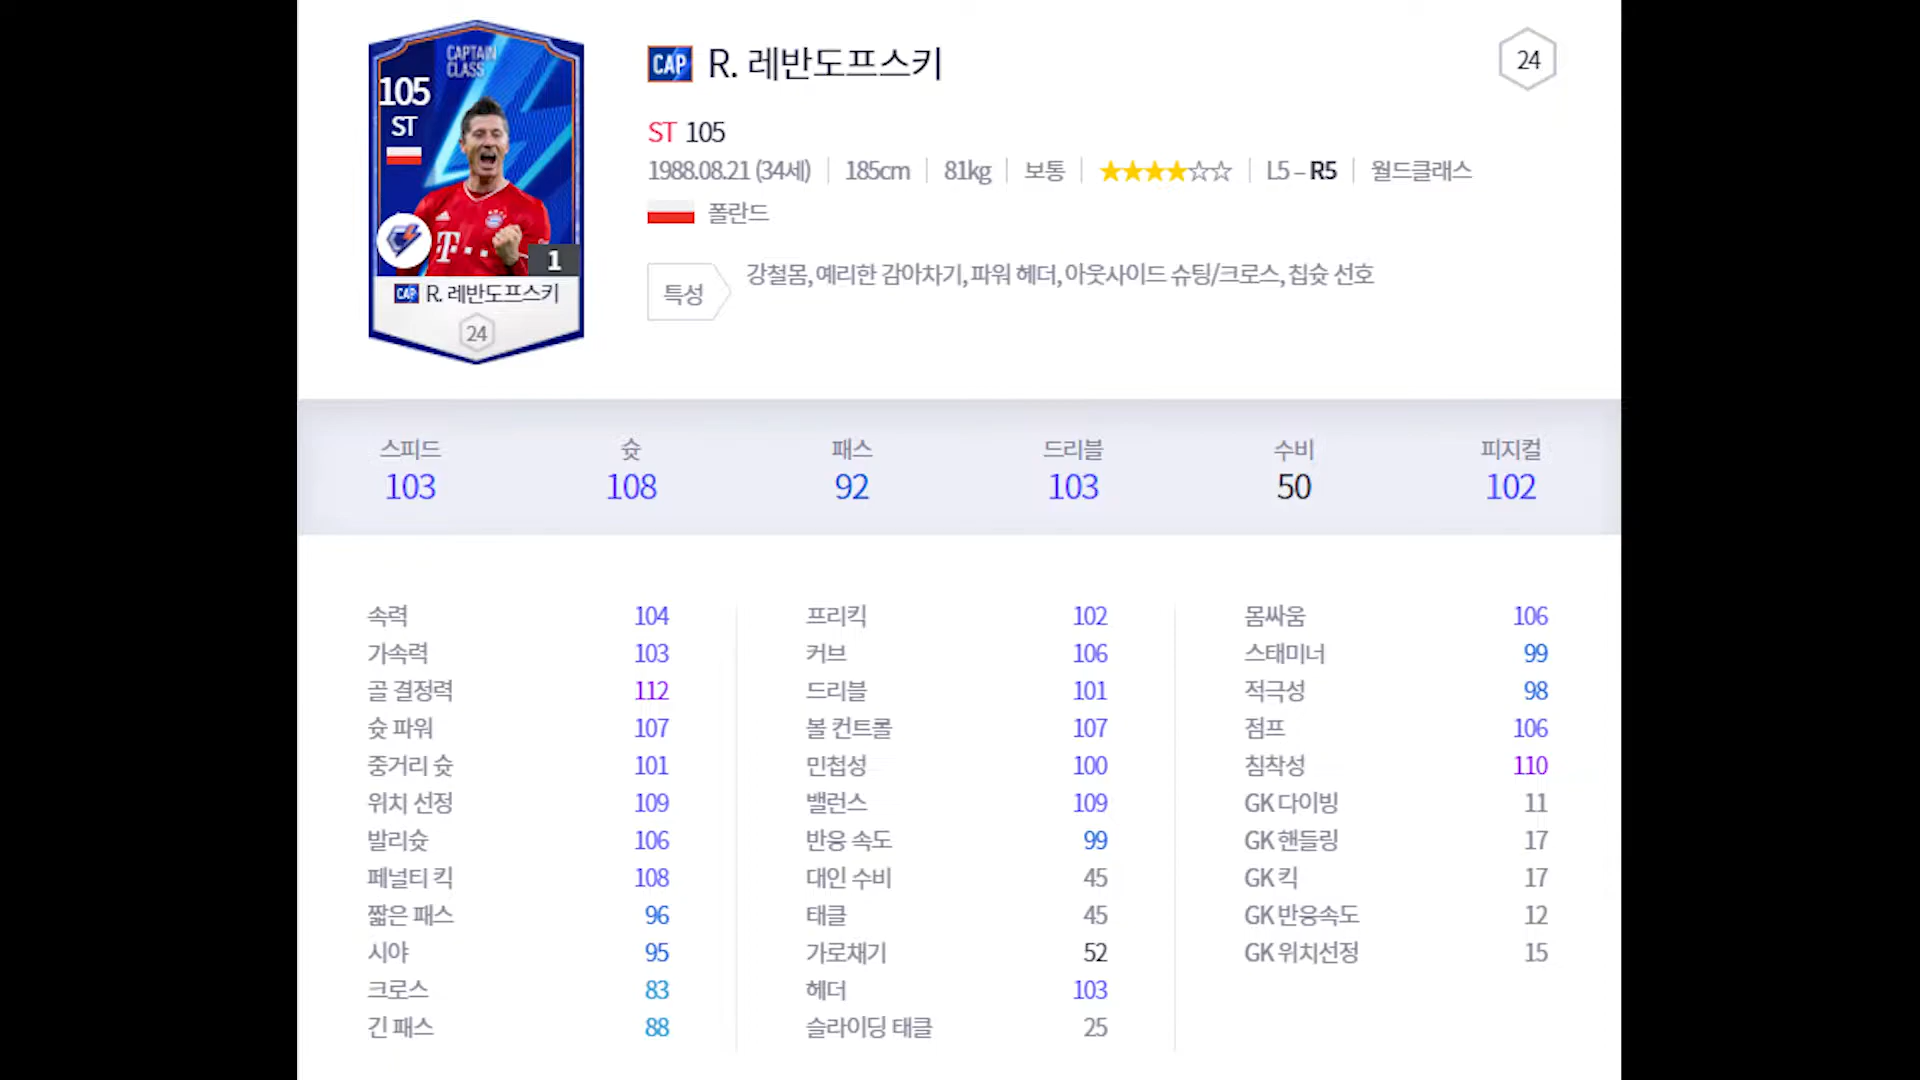 CAPTAIN
CLASS
105
ST
T
1
CAP R. 레반도프스키
24
CAP R. 레반도프스키
24
ST 105
1988.08.21 (34세) 185cm 81kg 보통 ★★★★☆☆ L5 – R5 월드클래스
폴란드
특성 강철몸, 예리한 감아차기, 파워 헤더, 아웃사이드 슈팅/크로스, 칩슛 선호
스피드 슛 패스 드리블 수비 피지컬
103 108 92 103 50 102
속력 104
가속력 103
골 결정력 112
슛 파워 107
중거리 슛 101
위치 선정 109
발리슛 106
페널티 킥 108
짧은 패스 96
시야 95
크로스 83
긴 패스 88
프리킥 102
커브 106
드리블 101
볼 컨트롤 107
민첩성 100
밸런스 109
반응 속도 99
대인 수비 45
태클 45
가로채기 52
헤더 103
슬라이딩 태클 25
몸싸움 106
스태미너 99
적극성 98
점프 106
침착성 110
GK 다이빙 11
GK 핸들링 17
GK 킥 17
GK 반응속도 12
GK 위치선정 15